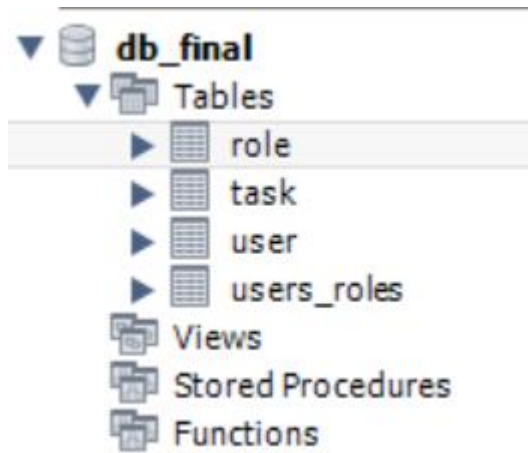 db_final
Tables
role
task
user
users_roles
Views
Stored Procedures
Functions